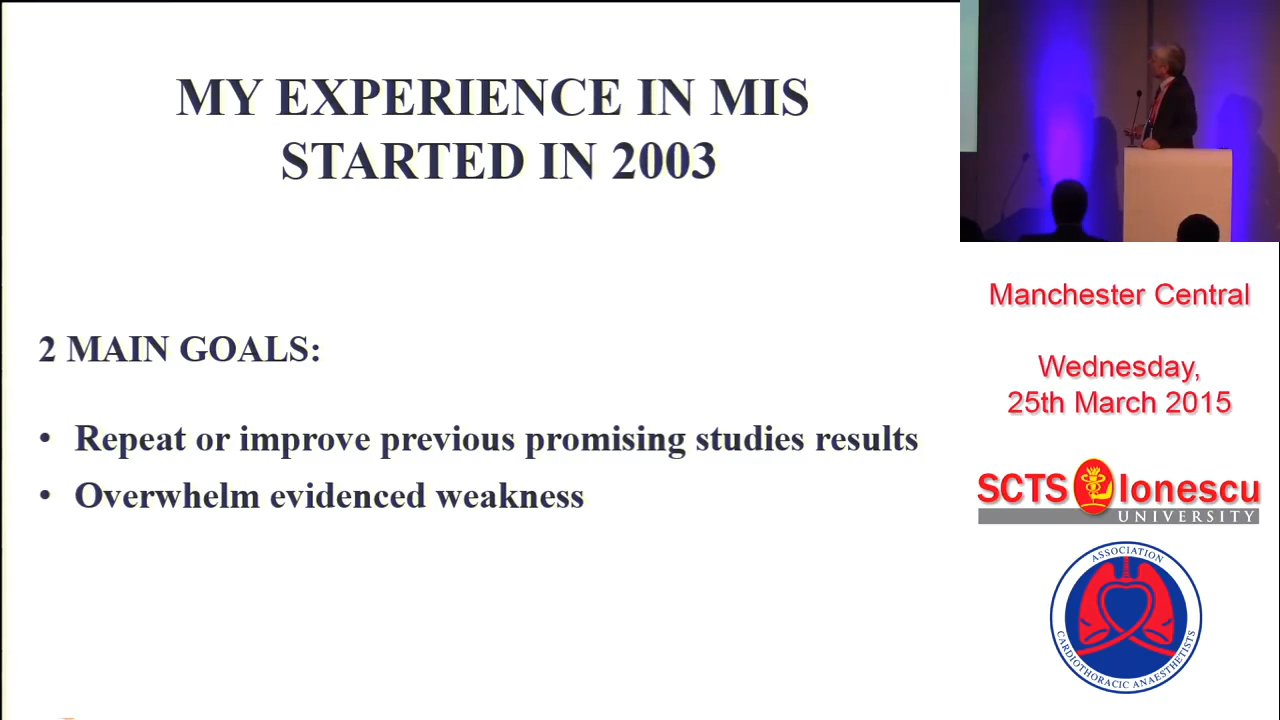 MY EXPERIENCE IN MIS
STARTED IN 2003
2 MAIN GOALS:
• Repeat or improve previous promising studies results
• Overwhelm evidenced weakness
Manchester Central
Wednesday,
25th March 2015
SCTS Ionescu
UNIVERSITY
ASSOCIATION
CARDIOTHORACIC ANAESTHETISTS